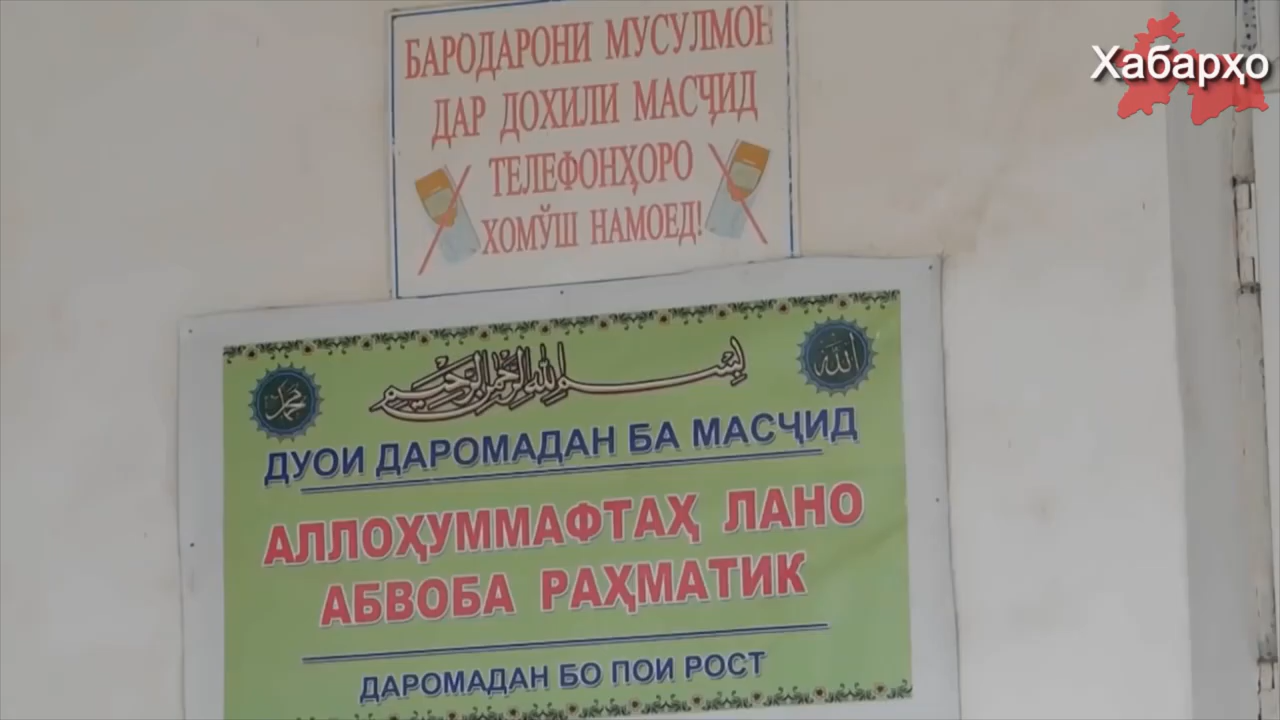 Хабарҳо
БАРОДАРОНИ МУСУЛМОН
ДАР ДОХИЛИ МАСҶИД
ТЕЛЕФОНҲОРО
ХОМӮШ НАМОЕД!
بسم الله الرحمن الرحيم
محمد
الله
ДУОИ ДАРОМАДАН БА МАСҶИД
АЛЛОҲУММАФТАҲ ЛАНО
АБВОБА РАҲМАТИК
ДАРОМАДАН БО ПОИ РОСТ